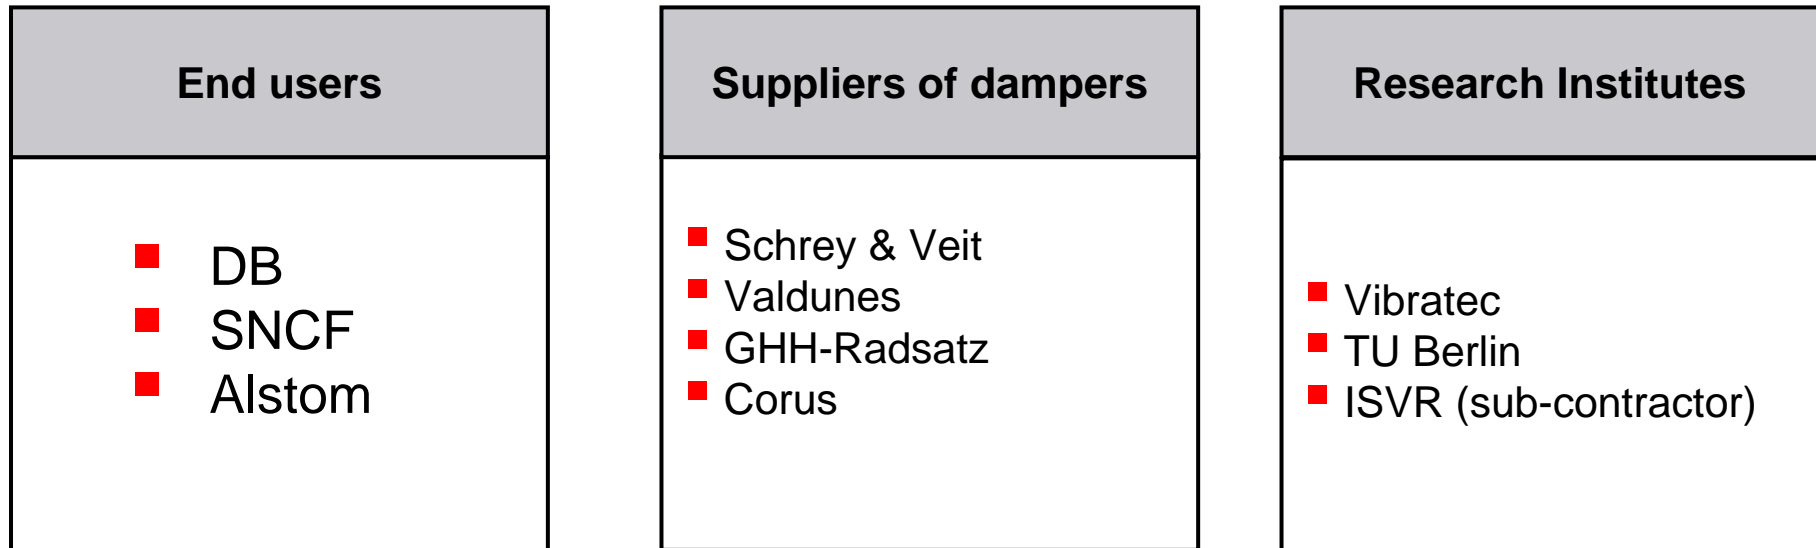 End users
DB
SNCF
Alstom
Suppliers of dampers
Schrey & Veit
Valdunes
GHH-Radsatz
Corus
Research Institutes
Vibratec
TU Berlin
ISVR (sub-contractor)